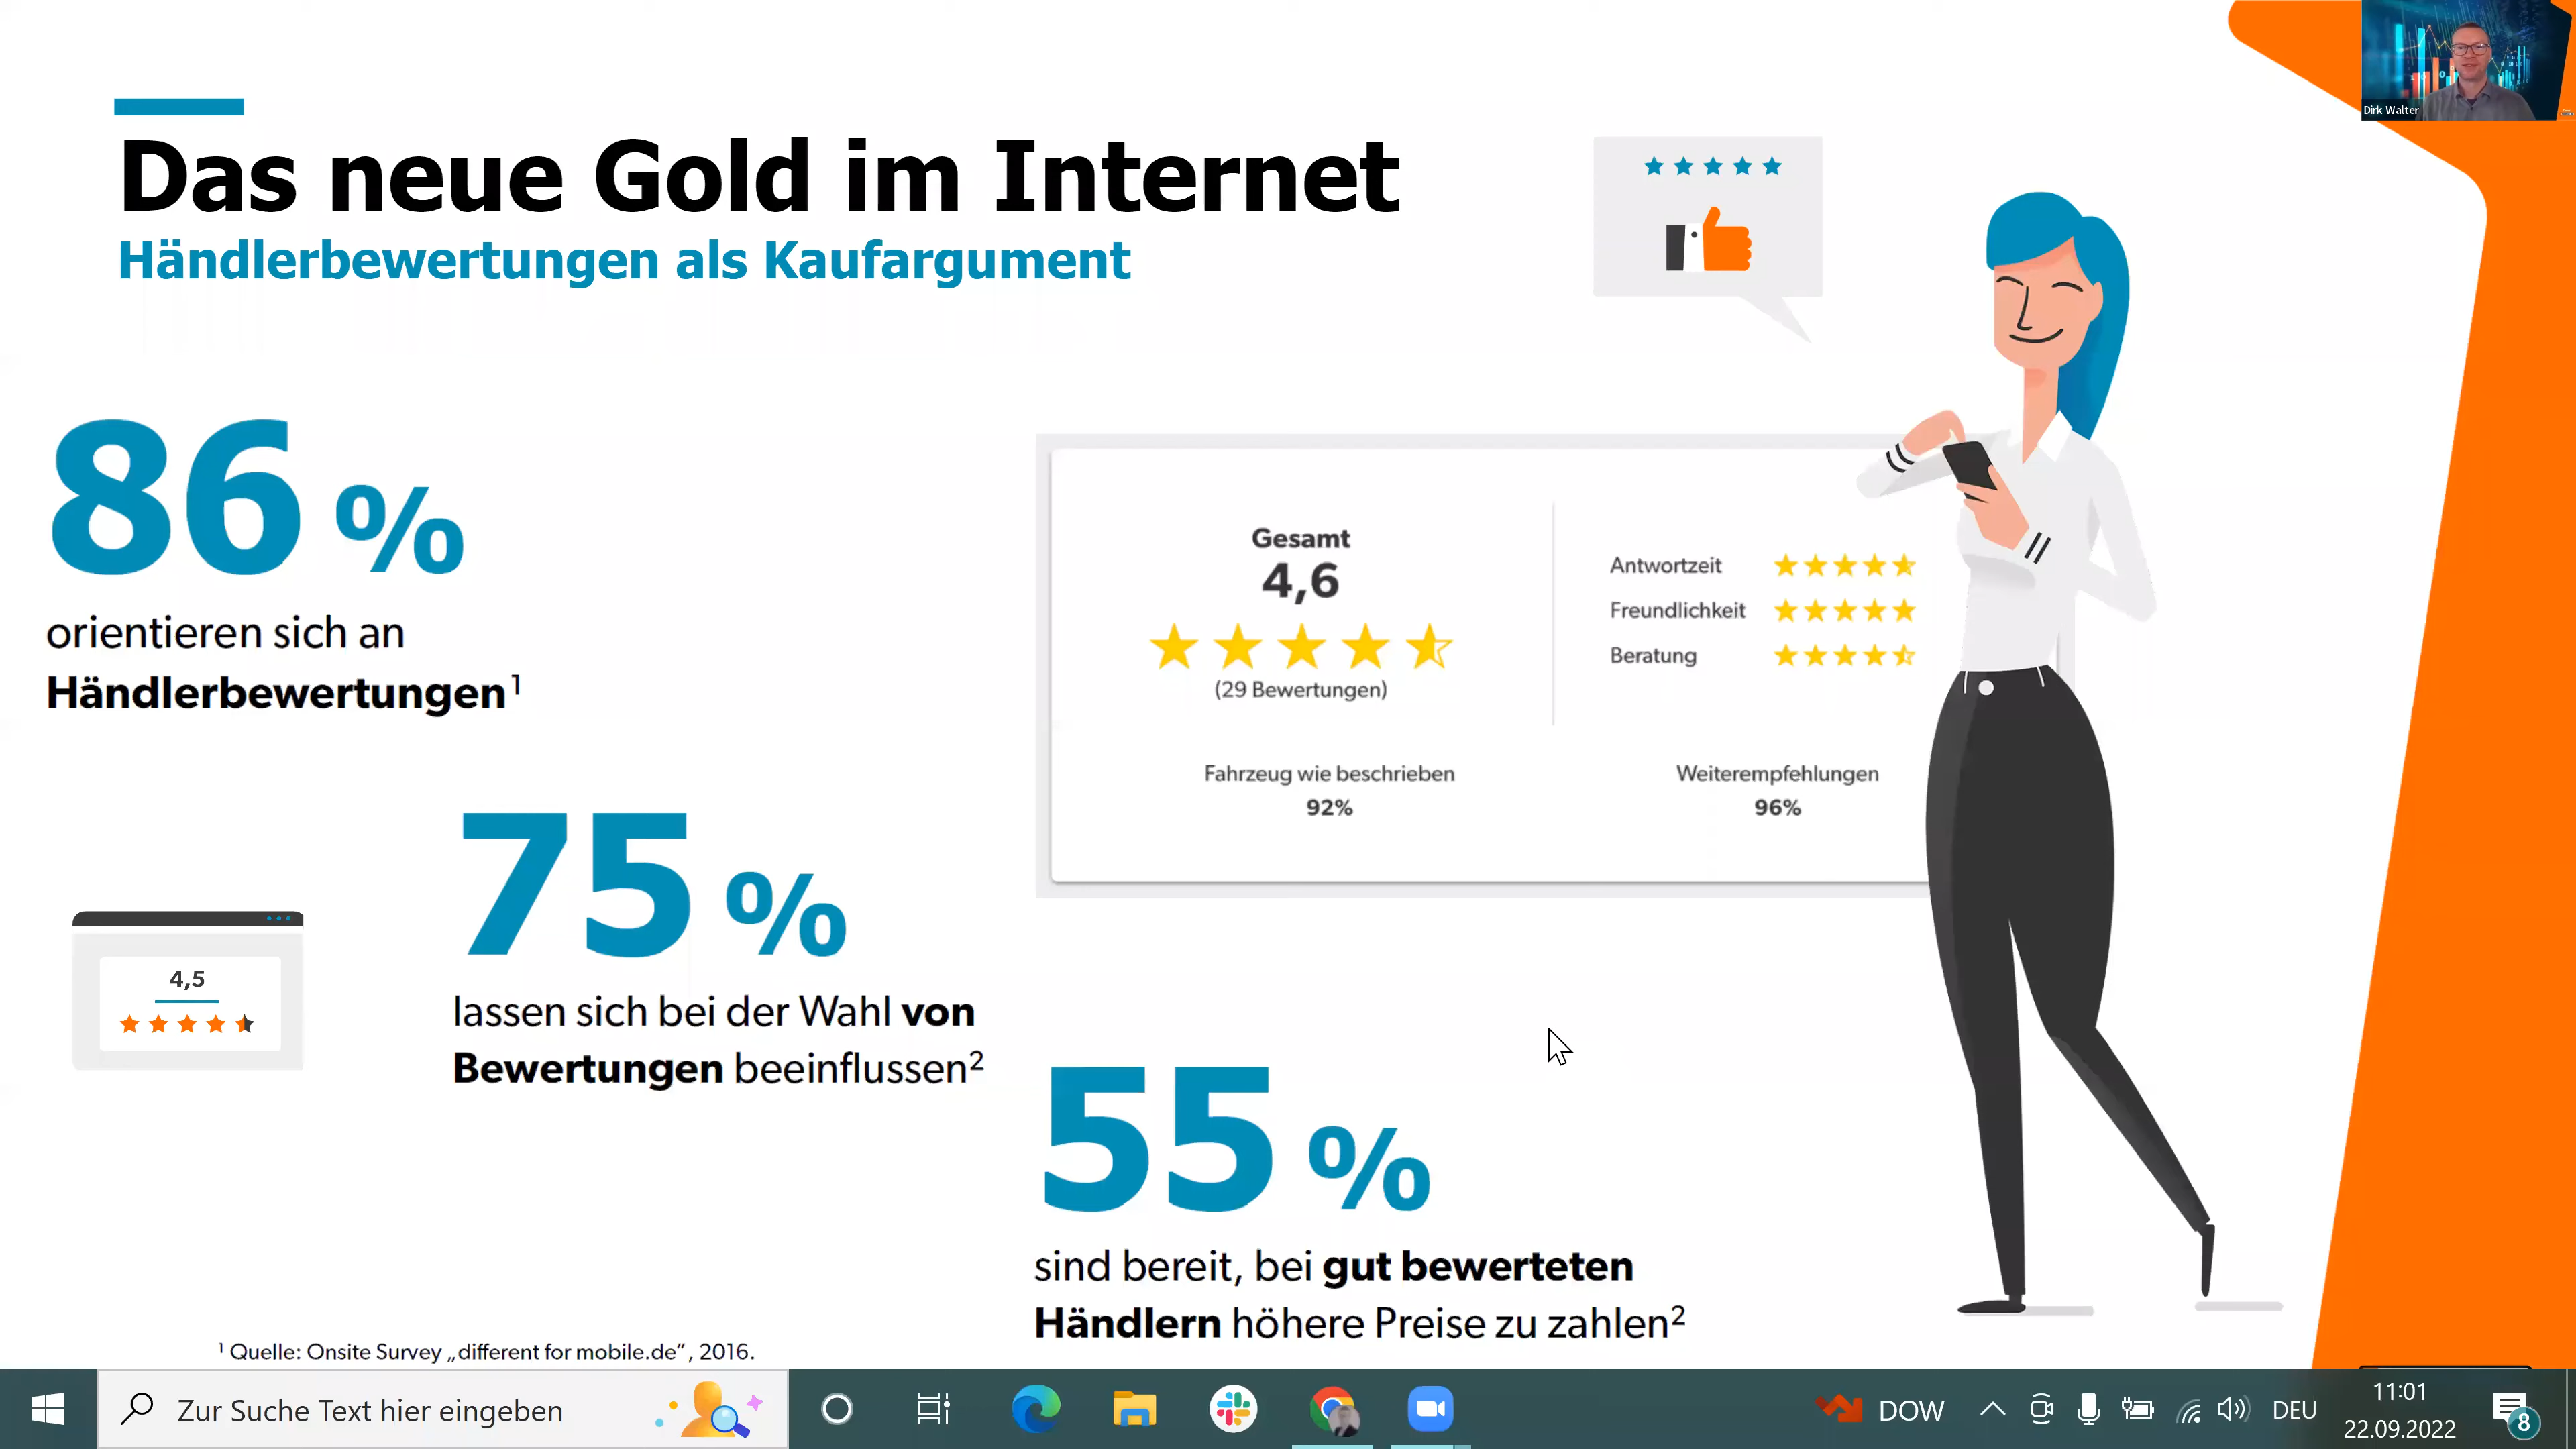 Dirk Walter
Das neue Gold im Internet
Händlerbewertungen als Kaufargument
86 %
orientieren sich an
Händlerbewertungen¹
Gesamt
4,6
(29 Bewertungen)
Antwortzeit
Freundlichkeit
Beratung
Fahrzeug wie beschrieben
92%
Weiterempfehlungen
96%
4,5
75 %
lassen sich bei der Wahl von
Bewertungen beeinflussen²
55 %
sind bereit, bei gut bewerteten
Händlern höhere Preise zu zahlen²
¹ Quelle: Onsite Survey „different for mobile.de”, 2016.
Zur Suche Text hier eingeben
DOW
DEU
11:01
22.09.2022
8